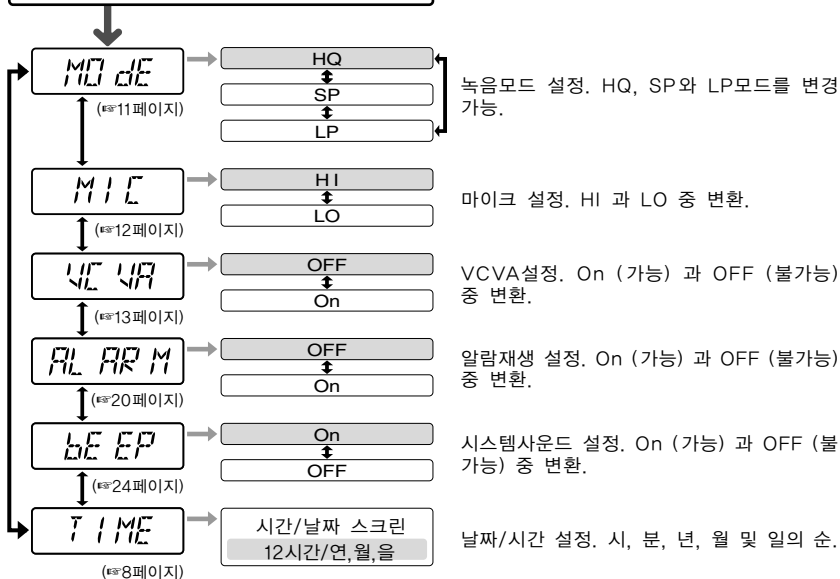 MOdE
HQ
SP
LP
(☞11페이지)
녹음모드 설정. HQ, SP와 LP모드를 변경
가능.
MIC
HI
LO
(☞12페이지)
마이크 설정. HI 과 LO 중 변환.
VCVA
OFF
On
(☞13페이지)
VCVA설정. On (가능) 과 OFF (불가능)
중 변환.
ALARM
OFF
On
(☞20페이지)
알람재생 설정. On (가능) 과 OFF (불가능)
중 변환.
bEEP
On
OFF
(☞24페이지)
시스템사운드 설정. On (가능) 과 OFF (불
가능) 중 변환.
TIME
시간/날짜 스크린
12시간/연,월,을
(☞8페이지)
날짜/시간 설정. 시, 분, 년, 월 및 일의 순.